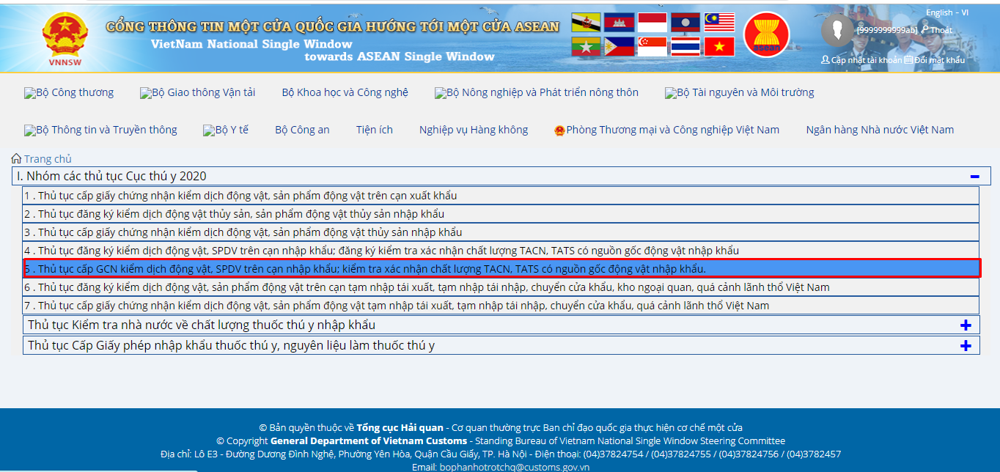 English - VI
CỔNG THÔNG TIN MỘT CỬA QUỐC GIA HƯỚNG TỚI MỘT CỬA ASEAN
VietNam National Single Window
towards ASEAN Single Window
VNNSW
asean
[9999999999ab] Thoát
Cập nhật tài khoản Đổi mật khẩu
Bộ Công thương Bộ Giao thông Vận tải Bộ Khoa học và Công nghệ Bộ Nông nghiệp và Phát triển nông thôn Bộ Tài nguyên và Môi trường
Bộ Thông tin và Truyền thông Bộ Y tế Bộ Công an Tiện ích Nghiệp vụ Hàng không Phòng Thương mại và Công nghiệp Việt Nam Ngân hàng Nhà nước Việt Nam
Trang chủ
I. Nhóm các thủ tục Cục thú y 2020
1 . Thủ tục cấp giấy chứng nhận kiểm dịch động vật, sản phẩm động vật trên cạn xuất khẩu
2 . Thủ tục đăng ký kiểm dịch động vật thủy sản, sản phẩm động vật thủy sản nhập khẩu
3 . Thủ tục cấp giấy chứng nhận kiểm dịch động vật, sản phẩm động vật thủy sản nhập khẩu
4 . Thủ tục đăng ký kiểm dịch động vật, SPDV trên cạn nhập khẩu; đăng ký kiểm tra xác nhận chất lượng TACN, TATS có nguồn gốc động vật nhập khẩu
5 . Thủ tục cấp GCN kiểm dịch động vật, SPDV trên cạn nhập khẩu; kiểm tra xác nhận chất lượng TACN, TATS có nguồn gốc động vật nhập khẩu.
6 . Thủ tục đăng ký kiểm dịch động vật, sản phẩm động vật trên cạn tạm nhập tái xuất, tạm nhập tái nhập, chuyển cửa khẩu, kho ngoại quan, quá cảnh lãnh thổ Việt Nam
7 . Thủ tục cấp giấy chứng nhận kiểm dịch động vật, sản phẩm động vật tạm nhập tái xuất, tạm nhập tái nhập, chuyển cửa khẩu, quá cảnh lãnh thổ Việt Nam
Thủ tục Kiểm tra nhà nước về chất lượng thuốc thú y nhập khẩu
Thủ tục Cấp Giấy phép nhập khẩu thuốc thú y, nguyên liệu làm thuốc thú y
© Bản quyền thuộc về Tổng cục Hải quan - Cơ quan thường trực Ban chỉ đạo quốc gia thực hiện cơ chế một cửa
© Copyright General Department of Vietnam Customs - Standing Bureau of Vietnam National Single Window Steering Committee
Địa chỉ: Lô E3 - Đường Dương Đình Nghệ, Phường Yên Hòa, Quận Cầu Giấy, TP. Hà Nội - Điện thoại: (04)37824754 / (04)37824755 / (04)37824756 / (04)37824757
Email: bophanhotrotchq@customs.gov.vn